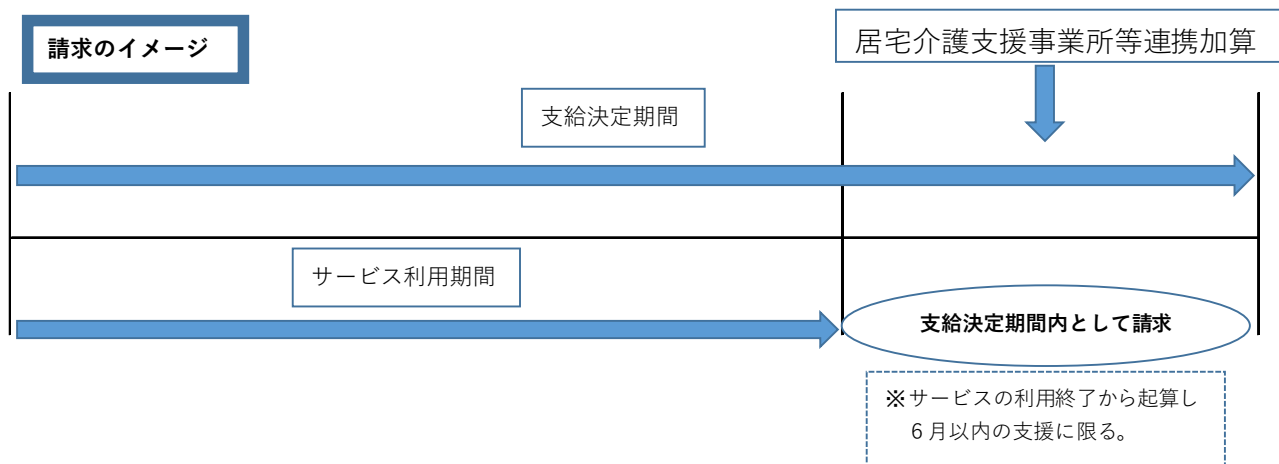 請求のイメージ
居宅介護支援事業所等連携加算
支給決定期間
サービス利用期間
支給決定期間内として請求
※サービスの利用終了から起算し
6月以内の支援に限る。